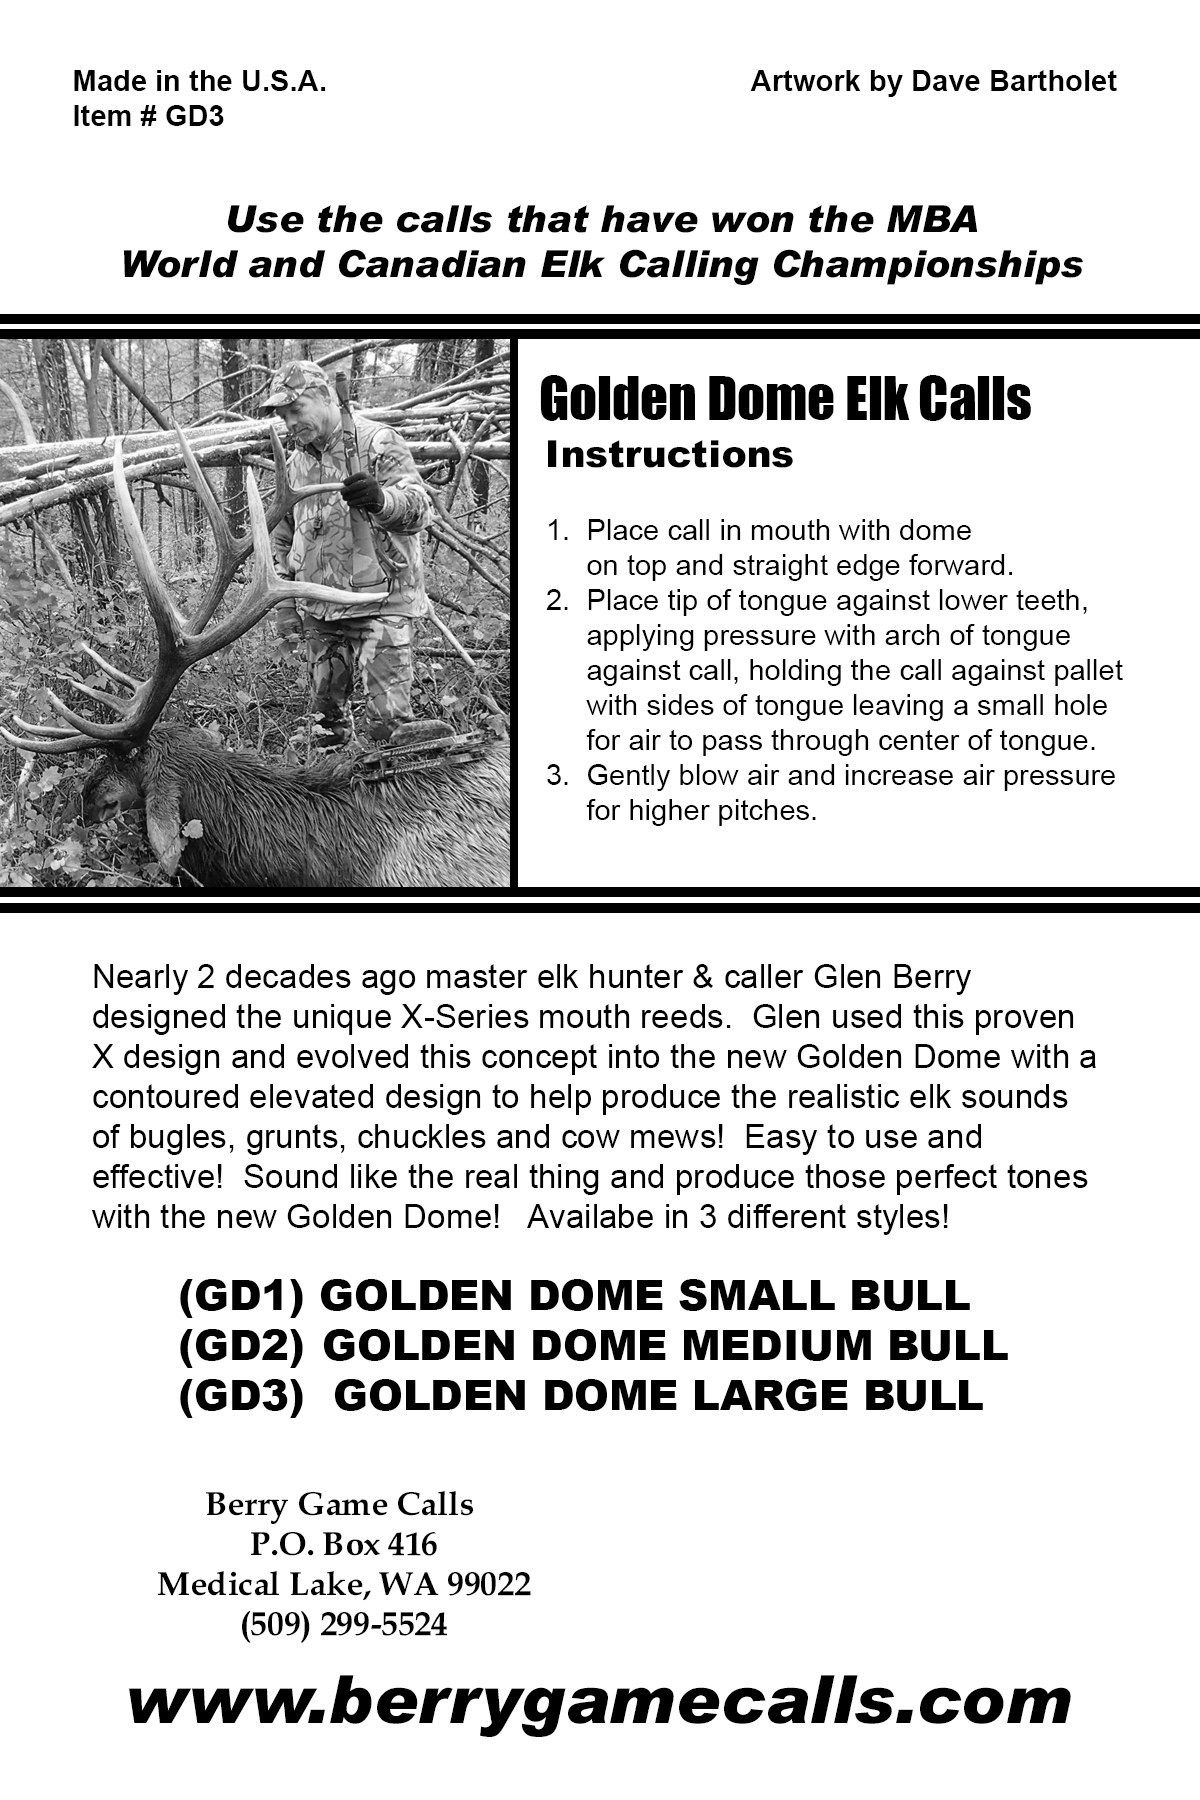 Made in the U.S.A.
Item # GD3
Artwork by Dave Bartholet
Use the calls that have won the MBA
World and Canadian Elk Calling Championships
Golden Dome Elk Calls
Instructions
1. Place call in mouth with dome
on top and straight edge forward.
2. Place tip of tongue against lower teeth,
applying pressure with arch of tongue
against call, holding the call against pallet
with sides of tongue leaving a small hole
for air to pass through center of tongue.
3. Gently blow air and increase air pressure
for higher pitches.
Nearly 2 decades ago master elk hunter & caller Glen Berry
designed the unique X-Series mouth reeds. Glen used this proven
X design and evolved this concept into the new Golden Dome with a
contoured elevated design to help produce the realistic elk sounds
of bugles, grunts, chuckles and cow mews! Easy to use and
effective! Sound like the real thing and produce those perfect tones
with the new Golden Dome! Availabe in 3 different styles!
(GD1) GOLDEN DOME SMALL BULL
(GD2) GOLDEN DOME MEDIUM BULL
(GD3) GOLDEN DOME LARGE BULL
Berry Game Calls
P.O. Box 416
Medical Lake, WA 99022
(509) 299-5524
www.berrygamecalls.com